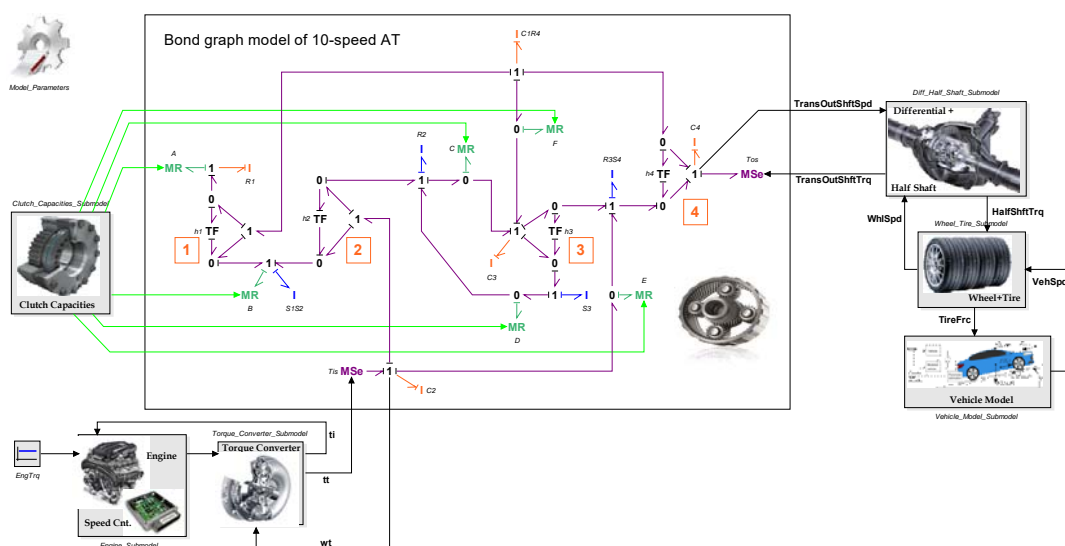 Bond graph model of 10-speed AT
Model_Parameters
I
C1R4
1
0
MR
F
A
MR
1
I
R1
R2
I
C
MR
0
1
0
R3S4
I
1
0
h4
TF
0
C4
I
1
4
Tos
MSe
TransOutShftSpd
TransOutShftTrq
Diff_Half_Shaft_Submodel
Differential +
Half Shaft
WhlSpd
HalfShftTrq
Wheel_Tire_Submodel
Wheel+Tire
VehSpd
TireFrc
Vehicle Model
Vehicle_Model_Submodel
Clutch_Capacities_Submodel
Clutch Capacities
0
h1
TF
0
1
1
1
MR
B
I
S1S2
0
h2
TF
0
1
2
1
I
C3
0
TF
h3
0
3
0
MR
D
1
I
S3
0
MR
E
Tis
MSe
1
I
C2
EngTrq
Engine
Speed Cnt.
Engine_Submodel
Torque_Converter_Submodel
Torque Converter
ti
tt
wt